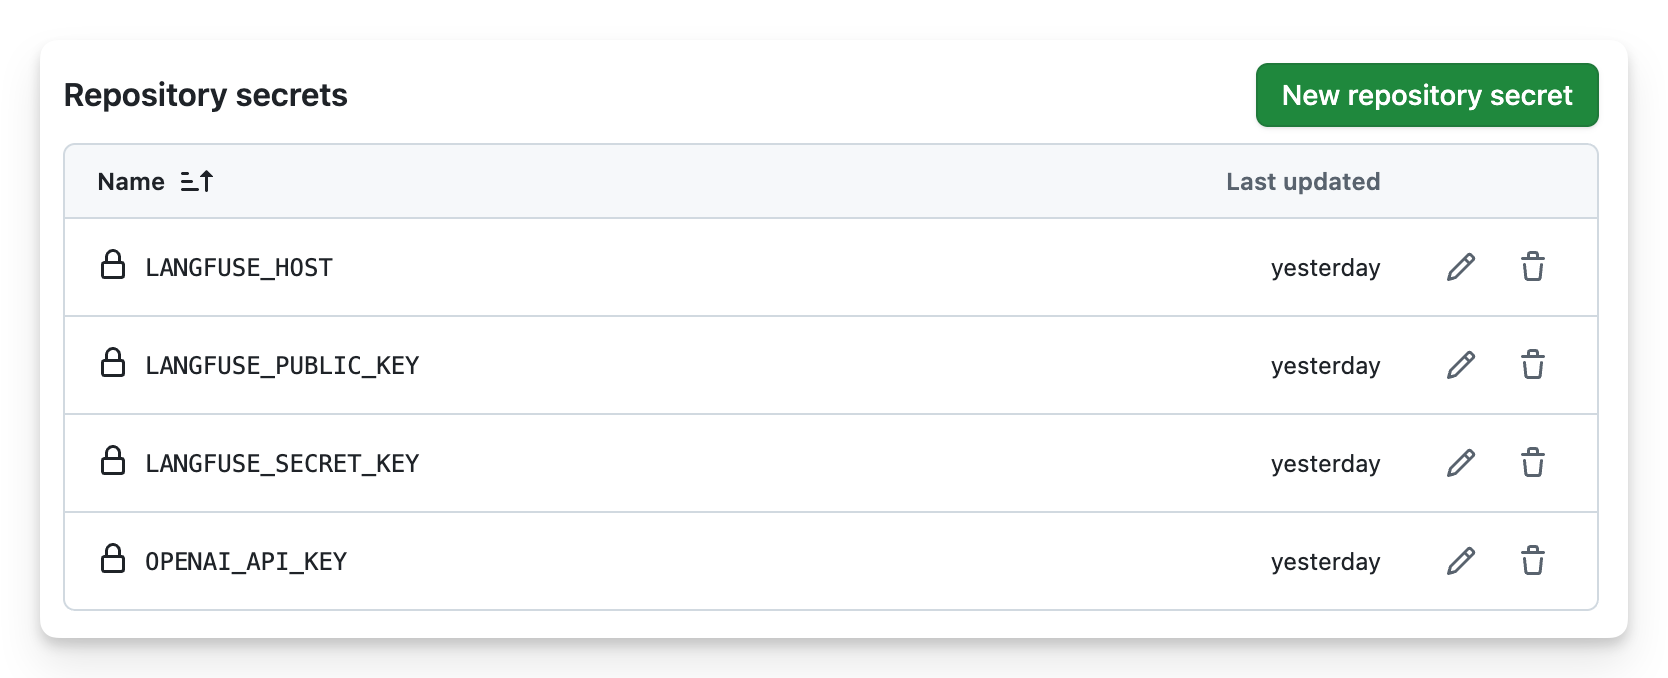 Repository secrets
New repository secret
Name
Last updated
LANGFUSE_HOST
yesterday
LANGFUSE_PUBLIC_KEY
yesterday
LANGFUSE_SECRET_KEY
yesterday
OPENAI_API_KEY
yesterday